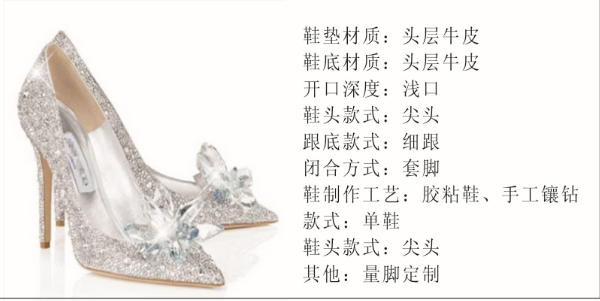 鞋垫材质：头层牛皮
鞋底材质：头层牛皮
开口深度：浅口
鞋头款式：尖头
跟底款式：细跟
闭合方式：套脚
鞋制作工艺：胶粘鞋、手工镶钻
款式：单鞋
鞋头款式：尖头
其他：量脚定制